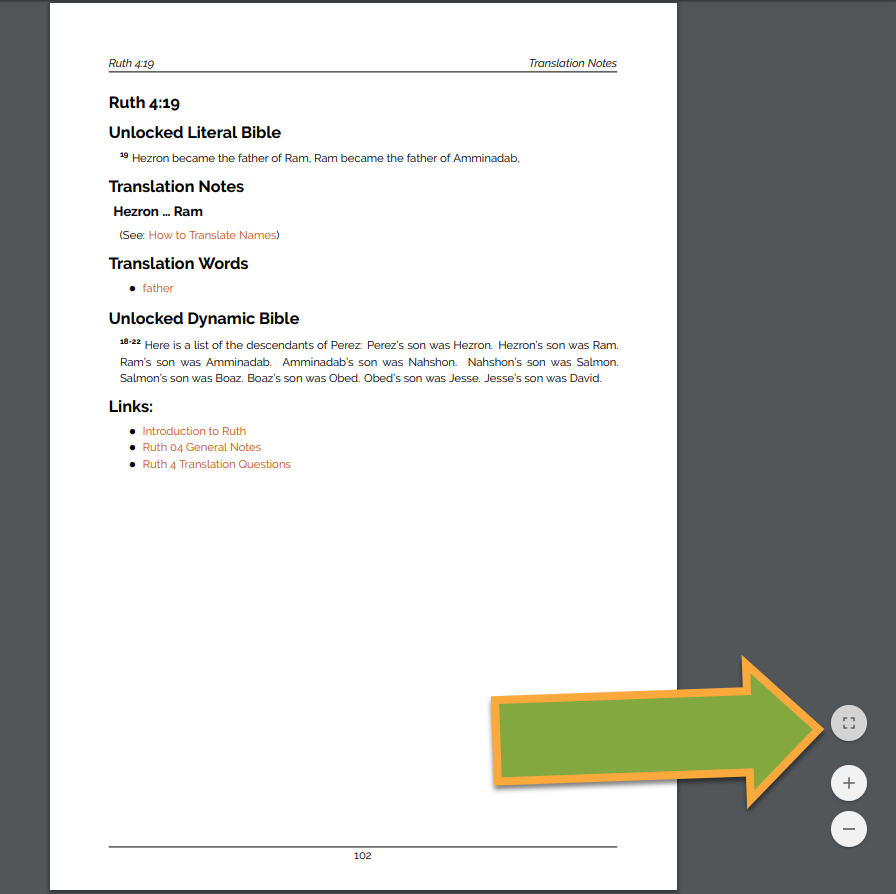 Ruth 4:19 Translation Notes
Ruth 4:19
Unlocked Literal Bible
19 Hezron became the father of Ram, Ram became the father of Amminadab,
Translation Notes
Hezron … Ram
(See: How to Translate Names)
Translation Words
● father
Unlocked Dynamic Bible
18-22 Here is a list of the descendants of Perez: Perez’s son was Hezron. Hezron’s son was Ram.
Ram’s son was Amminadab. Amminadab’s son was Nahshon. Nahshon’s son was Salmon.
Salmon’s son was Boaz. Boaz’s son was Obed. Obed’s son was Jesse. Jesse’s son was David.
Links:
● Introduction to Ruth
● Ruth 04 General Notes
● Ruth 4 Translation Questions
102